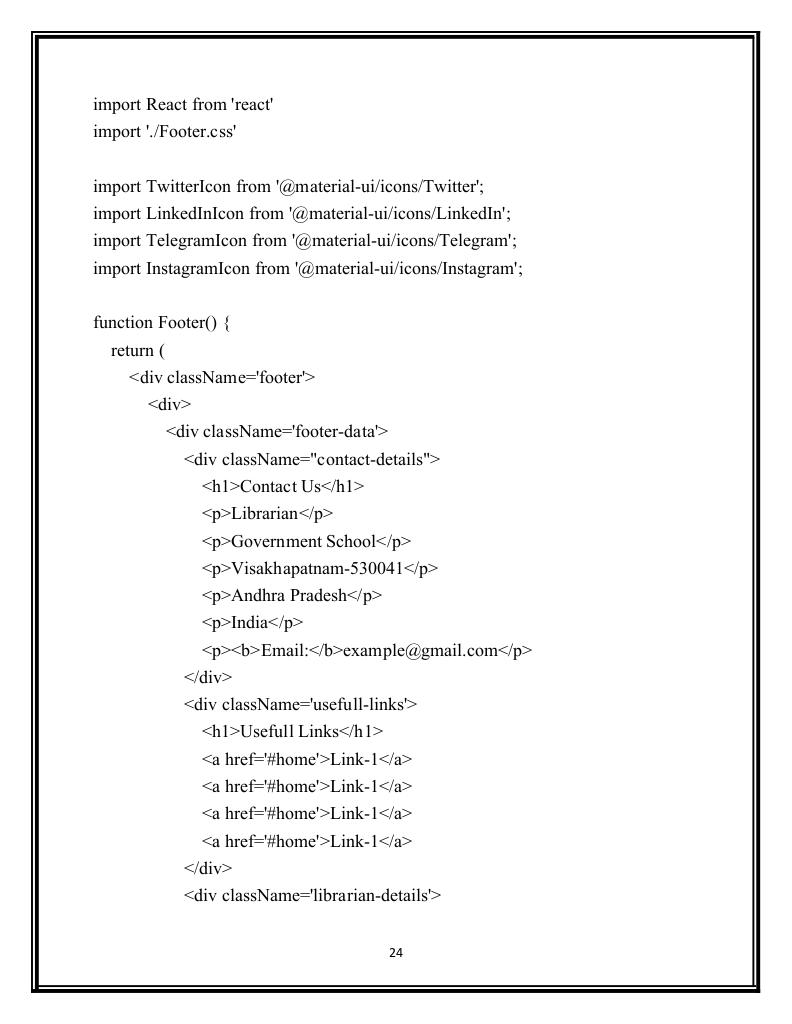 import React from 'react'
import './Footer.css'

import TwitterIcon from '@material-ui/icons/Twitter';
import LinkedInIcon from '@material-ui/icons/LinkedIn';
import TelegramIcon from '@material-ui/icons/Telegram';
import InstagramIcon from '@material-ui/icons/Instagram';

function Footer() {
    return (
        <div className='footer'>
            <div>
                <div className='footer-data'>
                    <div className="contact-details">
                        <h1>Contact Us</h1>
                        <p>Librarian</p>
                        <p>Government School</p>
                        <p>Visakhapatnam-530041</p>
                        <p>Andhra Pradesh</p>
                        <p>India</p>
                        <p><b>Email:</b>example@gmail.com</p>
                    </div>
                    <div className='usefull-links'>
                        <h1>Usefull Links</h1>
                        <a href='#home'>Link-1</a>
                        <a href='#home'>Link-1</a>
                        <a href='#home'>Link-1</a>
                        <a href='#home'>Link-1</a>
                    </div>
                    <div className='librarian-details'>
24